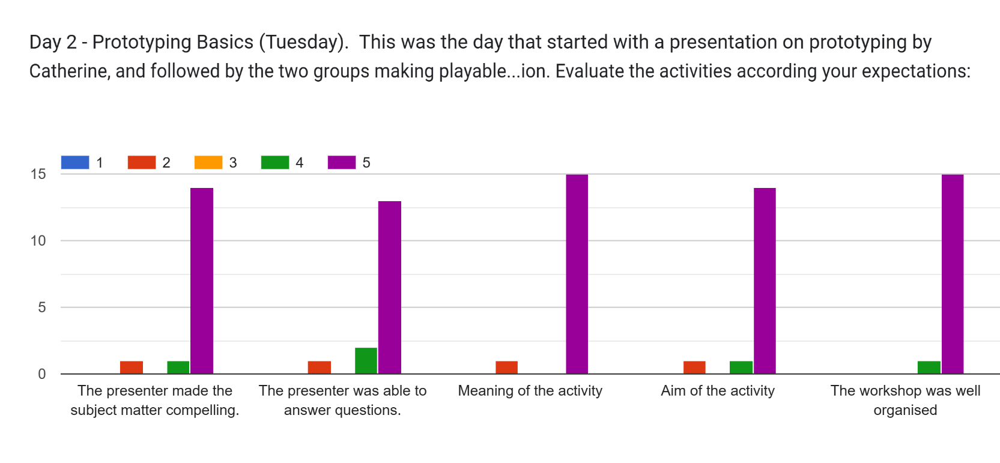 Day 2 - Prototyping Basics (Tuesday).  This was the day that started with a presentation on prototyping by
Catherine, and followed by the two groups making playable...ion. Evaluate the activities according your expectations:
1 2 3 4 5
15
10
5
0
The presenter made the
subject matter compelling.
The presenter was able to
answer questions.
Meaning of the activity
Aim of the activity
The workshop was well
organised